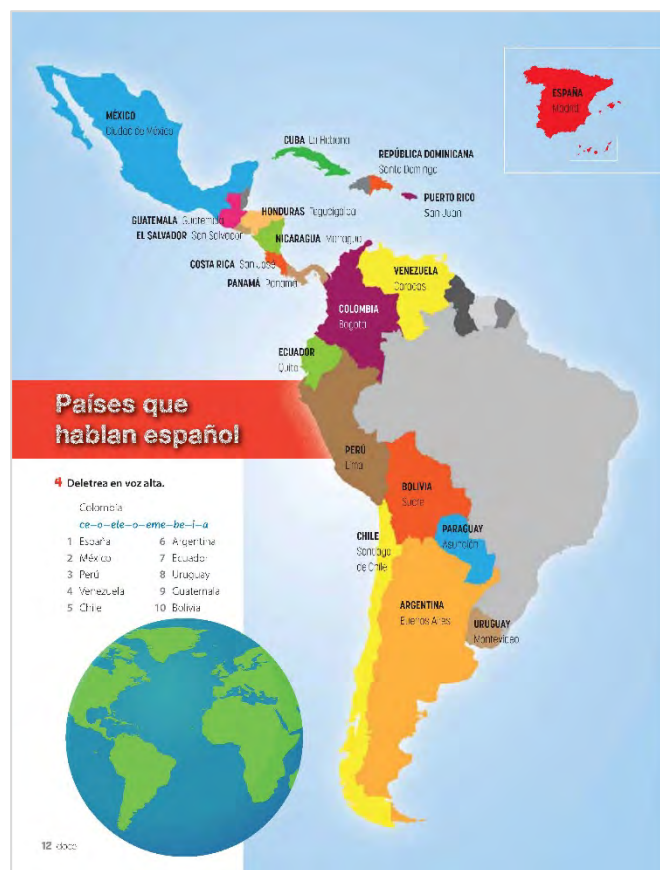 MÉXICO
Ciudad de México
CUBA La Habana
REPÚBLICA DOMINICANA
Santo Domingo
PUERTO RICO
San Juan
ESPAÑA
Madrid
GUATEMALA Guatemala
HONDURAS Tegucigalpa
EL SALVADOR San Salvador
NICARAGUA Managua
COSTA RICA San José
PANAMÁ Panamá
VENEZUELA
Caracas
COLOMBIA
Bogotá
ECUADOR
Quito
Países que
hablan español
PERÚ
Lima
BOLIVIA
Sucre
PARAGUAY
Asunción
CHILE
Santiago
de Chile
ARGENTINA
Buenos Aires
URUGUAY
Montevideo
4 Deletrea en voz alta.
Colombia
ce–o–ele–o–eme–be–i–a
1 España
2 México
3 Perú
4 Venezuela
5 Chile
6 Argentina
7 Ecuador
8 Uruguay
9 Guatemala
10 Bolivia
12 doce